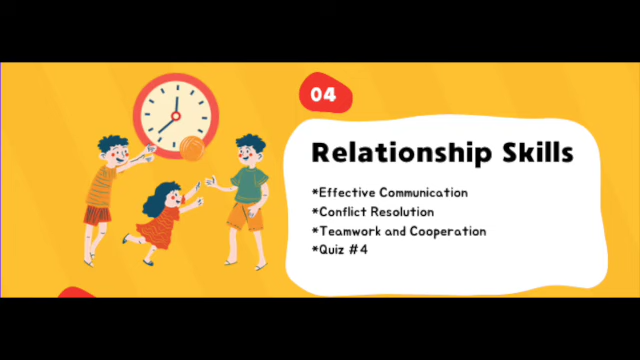 04
Relationship Skills
*Effective Communication
*Conflict Resolution
*Teamwork and Cooperation
*Quiz #4